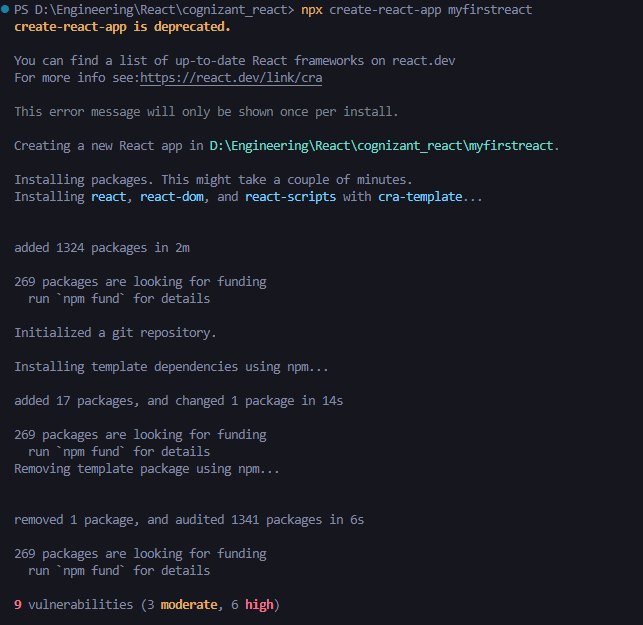 PS D:\Engineering\React\cognizant_react> npx create-react-app myfirstreact
create-react-app is deprecated.
You can find a list of up-to-date React frameworks on react.dev
For more info see:https://react.dev/link/cra
This error message will only be shown once per install.
Creating a new React app in D:\Engineering\React\cognizant_react\myfirstreact.
Installing packages. This might take a couple of minutes.
Installing react, react-dom, and react-scripts with cra-template...
added 1324 packages in 2m
269 packages are looking for funding
  run `npm fund` for details
Initialized a git repository.
Installing template dependencies using npm...
added 17 packages, and changed 1 package in 14s
269 packages are looking for funding
  run `npm fund` for details
Removing template package using npm...
removed 1 package, and audited 1341 packages in 6s
269 packages are looking for funding
  run `npm fund` for details
9 vulnerabilities (3 moderate, 6 high)